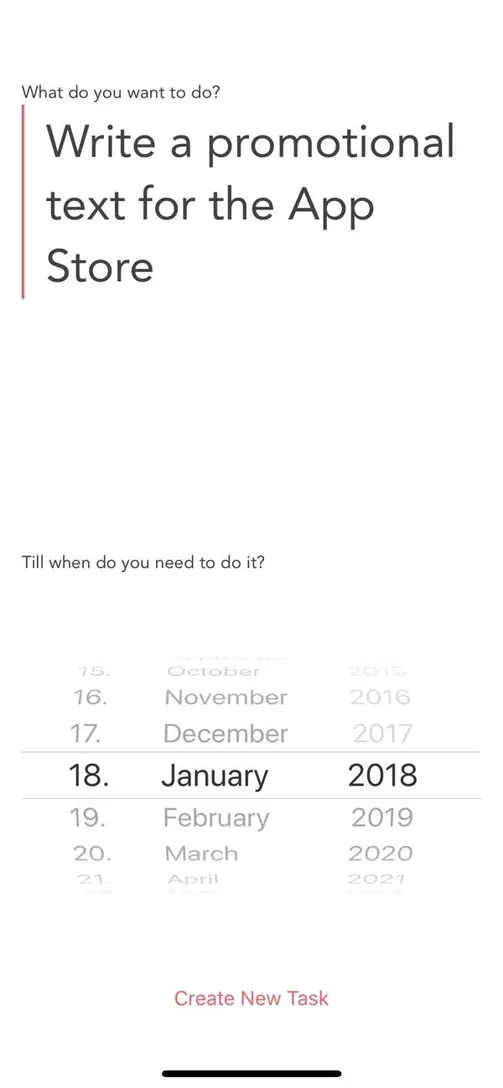 What do you want to do?
Write a promotional
text for the App
Store
Till when do you need to do it?
15. October 2015
16. November 2016
17. December 2017
18. January 2018
19. February 2019
20. March 2020
21. April 2021
Create New Task